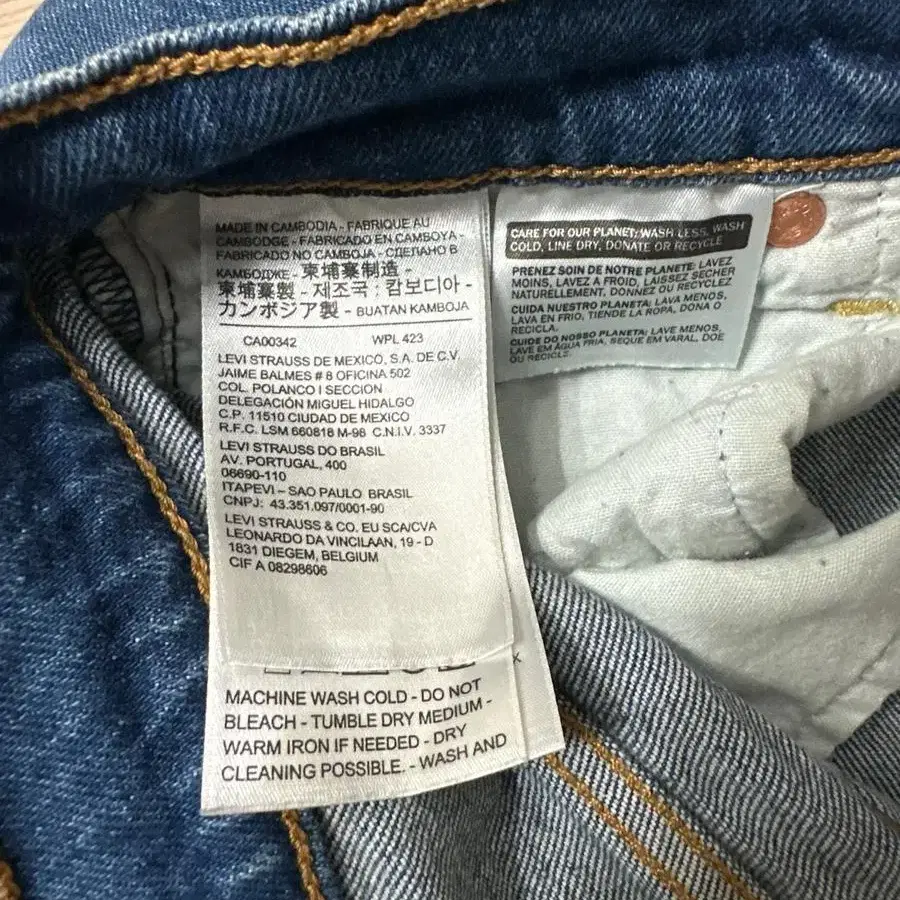 MADE IN CAMBODIA - FABRIQUE AU
CAMBODGE - FABRICADO EN CAMBOYA -
FABRICADO NO CAMBOJA - СДЕЛАНО В
КАМБОДЖЕ - 柬埔寨制造 -
柬埔寨製 - 제조국 : 캄보디아 -
カンボジア製 - BUATAN KAMBOJA
CA00342 WPL 423
LEVI STRAUSS DE MEXICO, S.A. DE C.V.
JAIME BALMES # 8 OFICINA 502
COL. POLANCO I SECCION
DELEGACIÓN MIGUEL HIDALGO
C.P. 11510 CIUDAD DE MEXICO
R.F.C. LSM 660818 M-98 C.N.I.V. 3337
LEVI STRAUSS DO BRASIL
AV. PORTUGAL, 400
06690-110
ITAPEVI – SAO PAULO BRASIL
CNPJ: 43.351.097/0001-90
LEVI STRAUSS & CO. EU SCA/CVA
LEONARDO DA VINCILAAN, 19 - D
1831 DIEGEM, BELGIUM
CIF A 08298606
MACHINE WASH COLD - DO NOT
BLEACH - TUMBLE DRY MEDIUM -
WARM IRON IF NEEDED - DRY
CLEANING POSSIBLE. - WASH AND
CARE FOR OUR PLANET: WASH LESS, WASH
COLD, LINE DRY, DONATE OR RECYCLE
PRENEZ SOIN DE NOTRE PLANETE: LAVEZ
MOINS, LAVEZ A FROID, LAISSEZ SECHER
NATURELLEMENT, DONNEZ OU RECYCLEZ
CUIDA NUESTRO PLANETA: LAVA MENOS,
LAVA EN FRIO, TIENDE LA ROPA, DONA O
RECICLA.
CUIDE DO NOSSO PLANETA: LAVE MENOS,
LAVE EM ÁGUA FRIA, SEQUE EM VARAL, DOE
OU RECICLE.